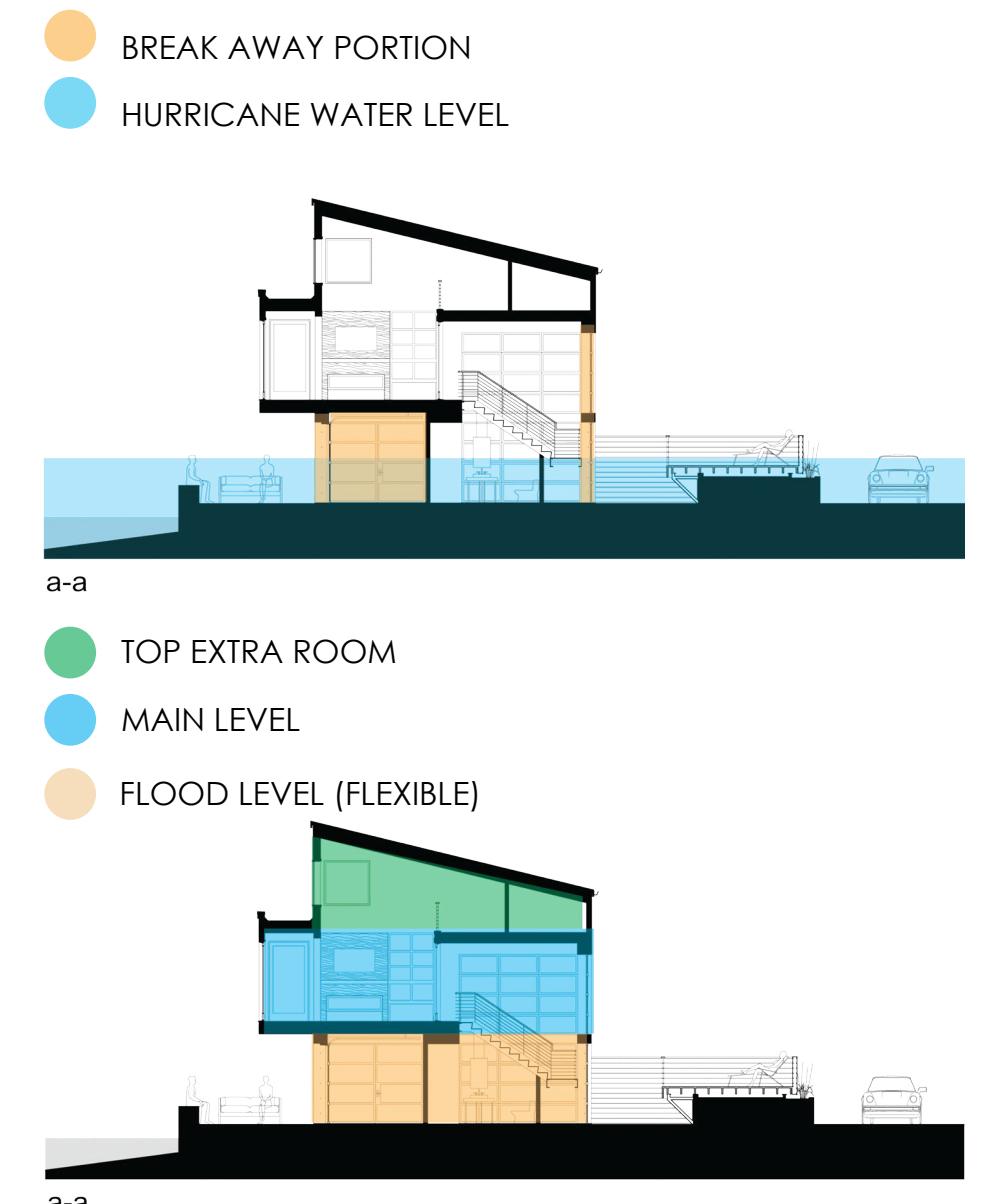 BREAK AWAY PORTION
HURRICANE WATER LEVEL
a-a
TOP EXTRA ROOM
MAIN LEVEL
FLOOD LEVEL (FLEXIBLE)
a-a